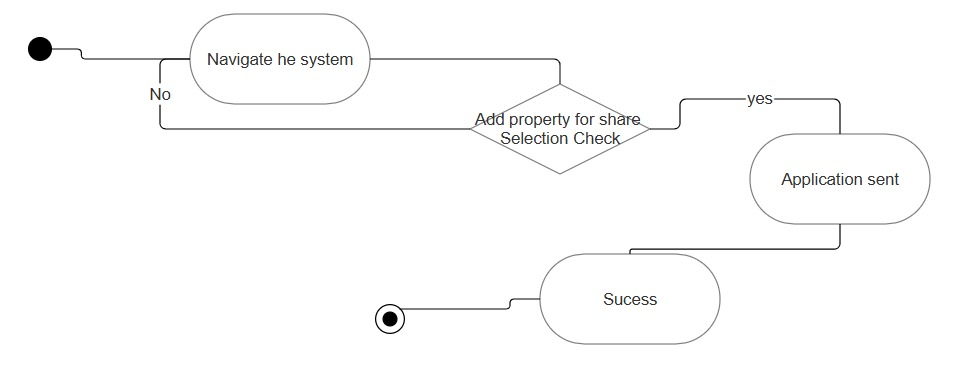 Navigate he system
No
Add property for share
Selection Check
yes
Application sent
Sucess